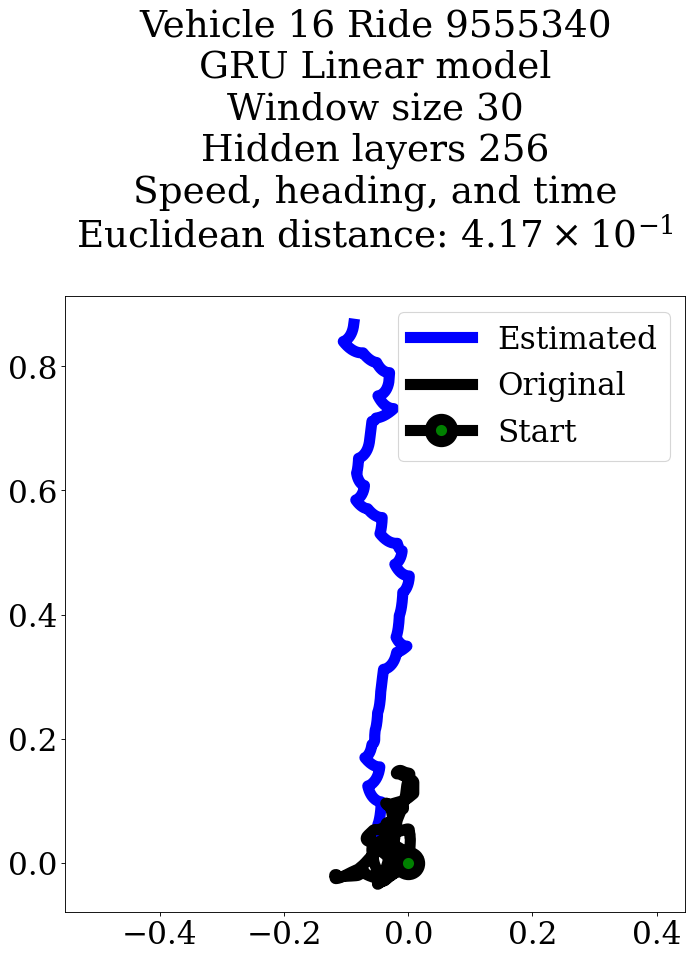 Vehicle 16 Ride 9555340
GRU Linear model
Window size 30
Hidden layers 256
Speed, heading, and time
Euclidean distance: 4.17 × 10⁻¹
Estimated
Original
Start
0.8
0.6
0.4
0.2
0.0
−0.4 −0.2 0.0 0.2 0.4